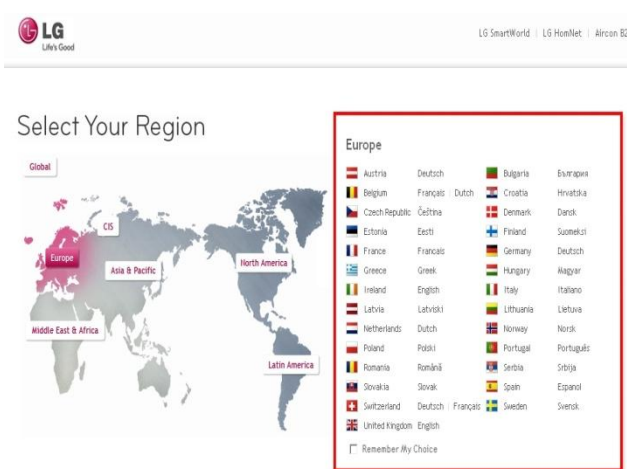 LG
Life's Good
LG SmartWorld | LG HomNet | Aircon B2
Select Your Region
Global
CIS
Europe
Asia & Pacific
North America
Middle East & Africa
Latin America
Europe
Austria Deutsch Bulgaria България
Belgium Français | Dutch Croatia Hrvatska
Czech Republic Čeština Denmark Dansk
Estonia Eesti Finland Suomeksi
France Francais Germany Deutsch
Greece Greek Hungary Magyar
Ireland English Italy Italiano
Latvia Latviski Lithuania Lietuva
Netherlands Dutch Norway Norsk
Poland Polski Portugal Português
Romania Română Serbia Srbija
Slovakia Slovak Spain Espanol
Switzerland Deutsch | Français Sweden Svensk
United Kingdom English
Remember My Choice